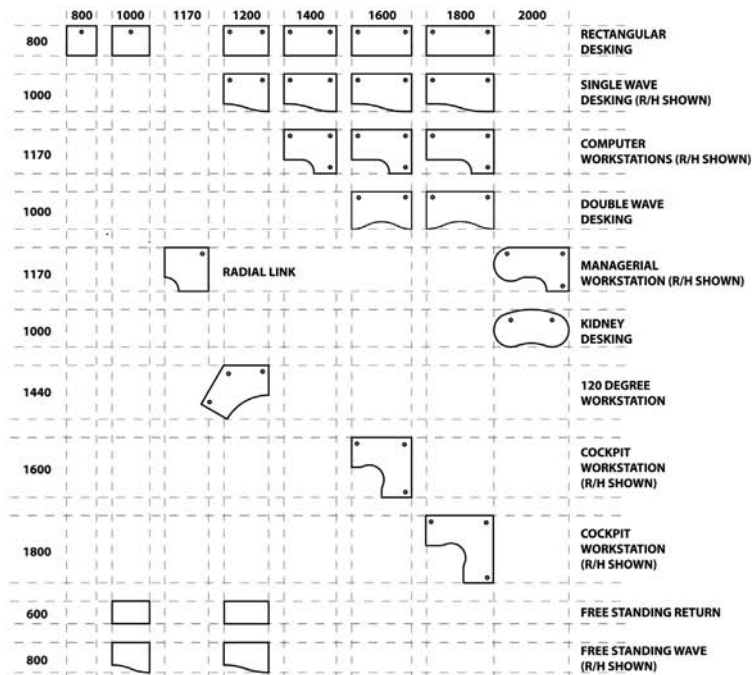 800 1000 1170 1200 1400 1600 1800 2000
800
RECTANGULAR
DESKING
1000
SINGLE WAVE
DESKING (R/H SHOWN)
1170
COMPUTER
WORKSTATIONS (R/H SHOWN)
1000
DOUBLE WAVE
DESKING
1170
RADIAL LINK
MANAGERIAL
WORKSTATION (R/H SHOWN)
1000
KIDNEY
DESKING
1440
120 DEGREE
WORKSTATION
1600
COCKPIT
WORKSTATION
(R/H SHOWN)
1800
COCKPIT
WORKSTATION
(R/H SHOWN)
600
FREE STANDING RETURN
800
FREE STANDING WAVE
(R/H SHOWN)